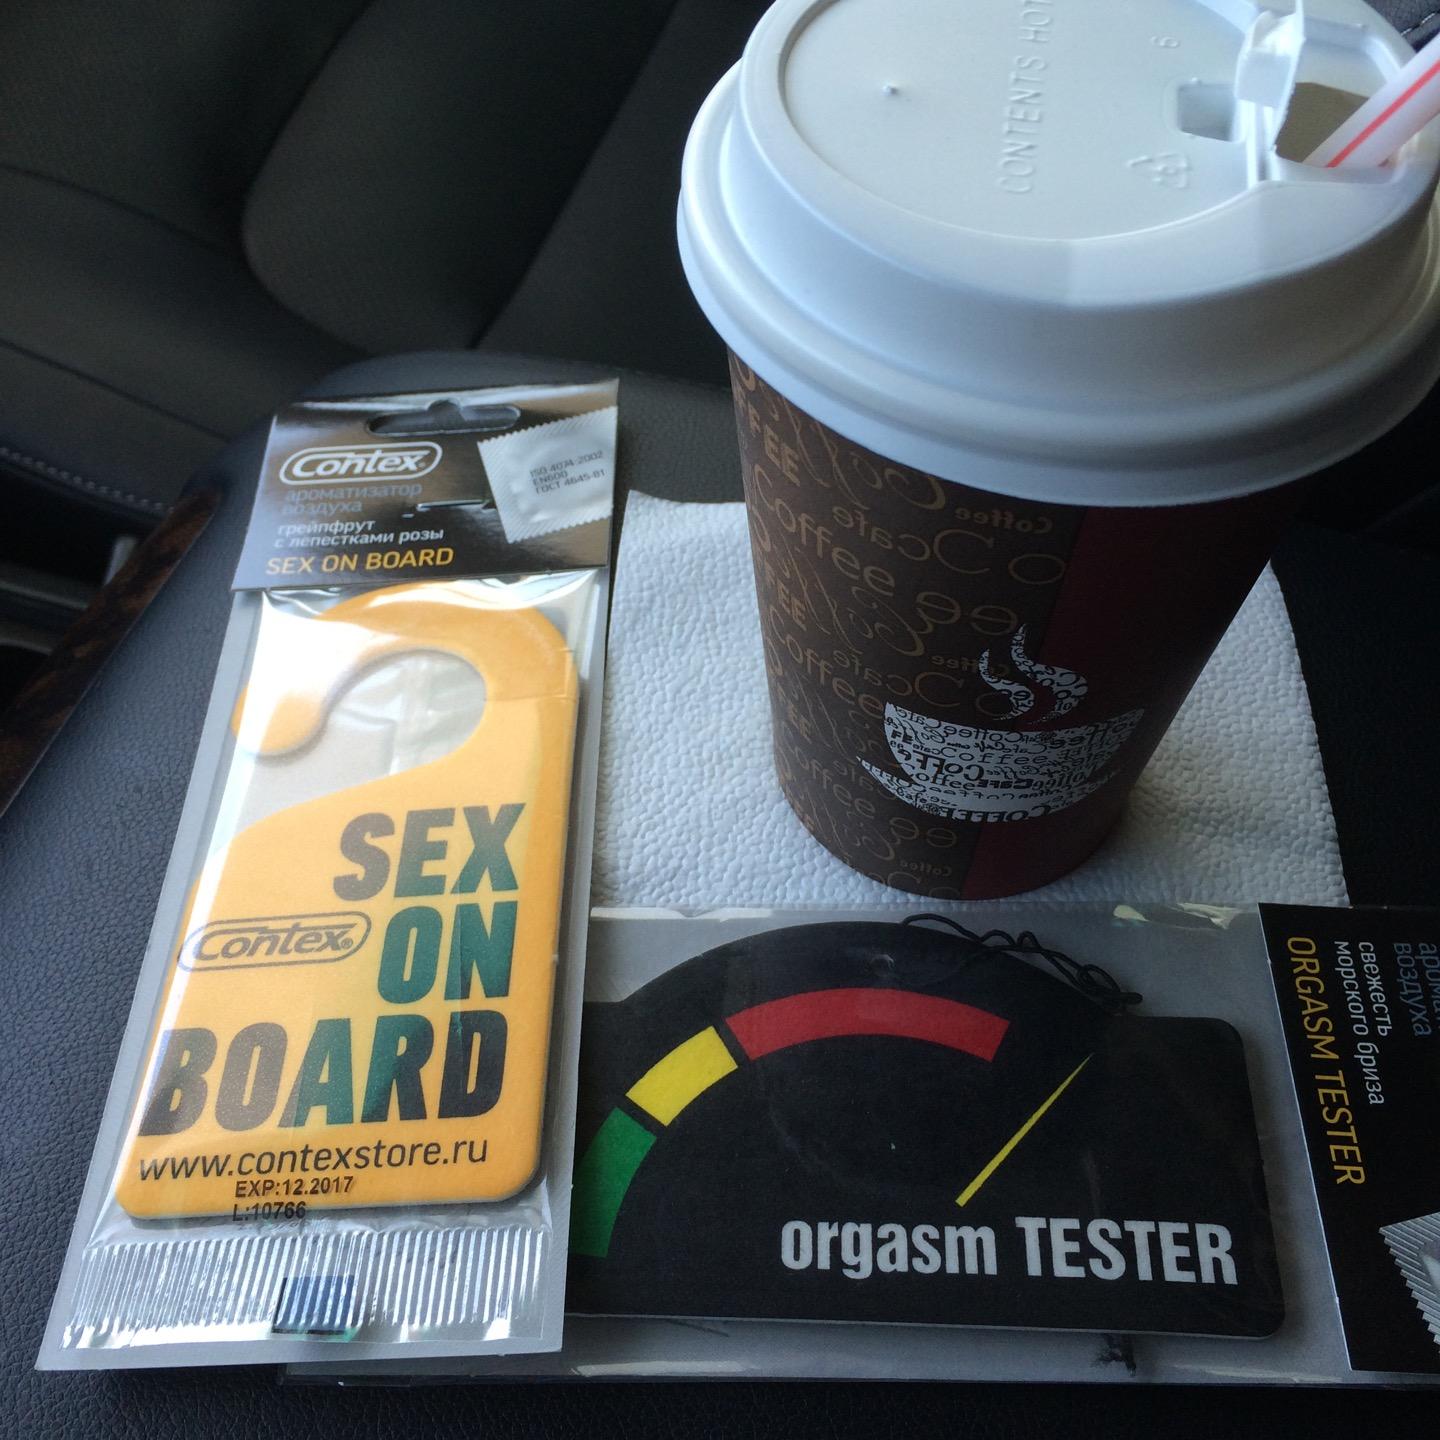 CONTENTS HOT
6
Contex®
ароматизатор
воздуха
грейпфрут
с лепестками розы
SEX ON BOARD
ISO 4074:2002
EN600
ГОСТ 4645-81
SEX
ON
BOARD
Contex®
www.contexstore.ru
EXP:12.2017
L:10766
Coffee
orgasm TESTER
воздуха
свежесть
морского бриза
ORGASM TESTER